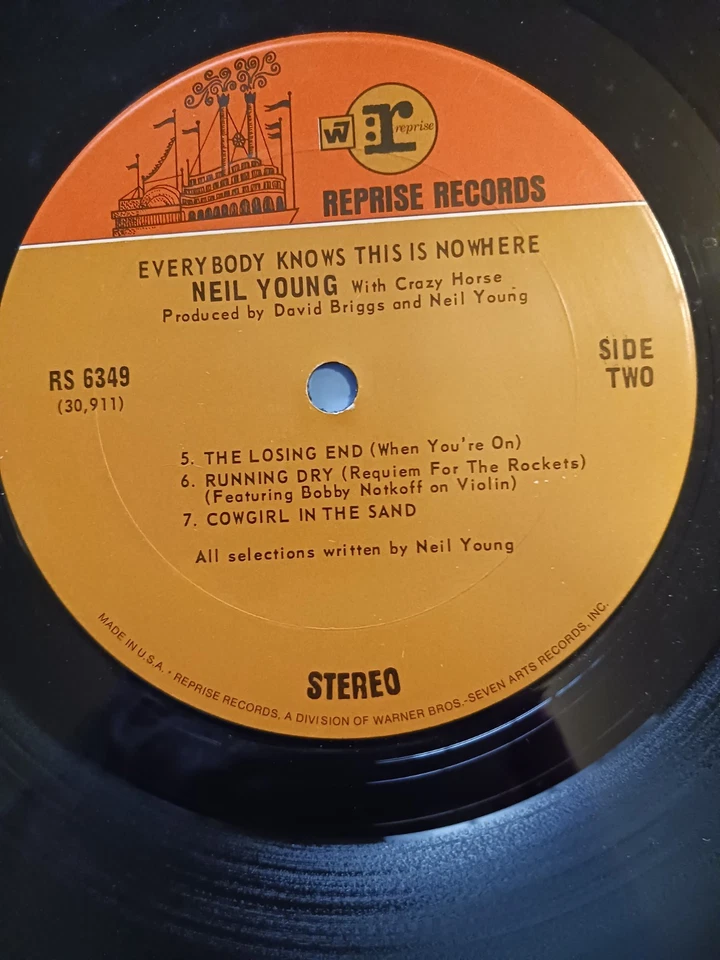 W
r:reprise
REPRISE RECORDS
EVERYBODY KNOWS THIS IS NOWHERE
NEIL YOUNG With Crazy Horse
Produced by David Briggs and Neil Young
RS 6349
(30,911)
SIDE
TWO
5. THE LOSING END (When You're On)
6. RUNNING DRY (Requiem For The Rockets)
(Featuring Bobby Notkoff on Violin)
7. COWGIRL IN THE SAND
All selections written by Neil Young
STEREO
MADE IN U.S.A. • REPRISE RECORDS, A DIVISION OF WARNER BROS.-SEVEN ARTS RECORDS, INC.